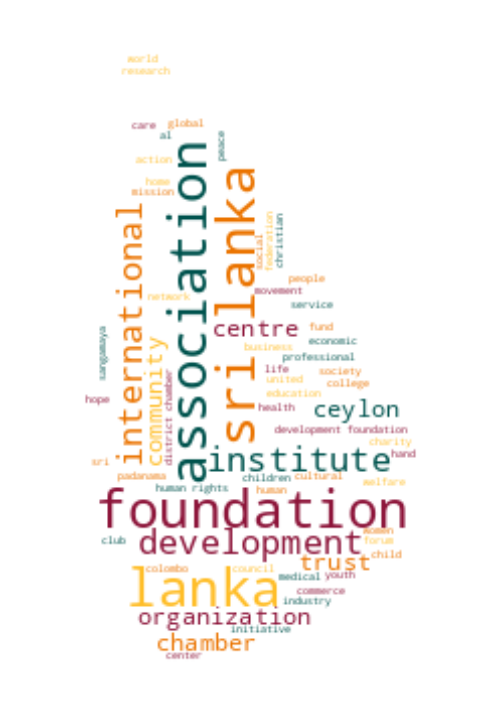 world
research
care
global
al
peace
action
home
mission
association
sri lanka
international
social
federation
christian
people
movement
network
service
centre
fund
sangamaya
community
business
economic
professional
district chamber
life
united
society
college
hope
education
health
ceylon
development foundation
charity
sri
institute
hand
padanama
children
cultural
welfare
human rights
human
foundation
club
development
women
forum
child
trust
colombo
council
medical
youth
lanka
commerce
industry
organization
initiative
chamber
center